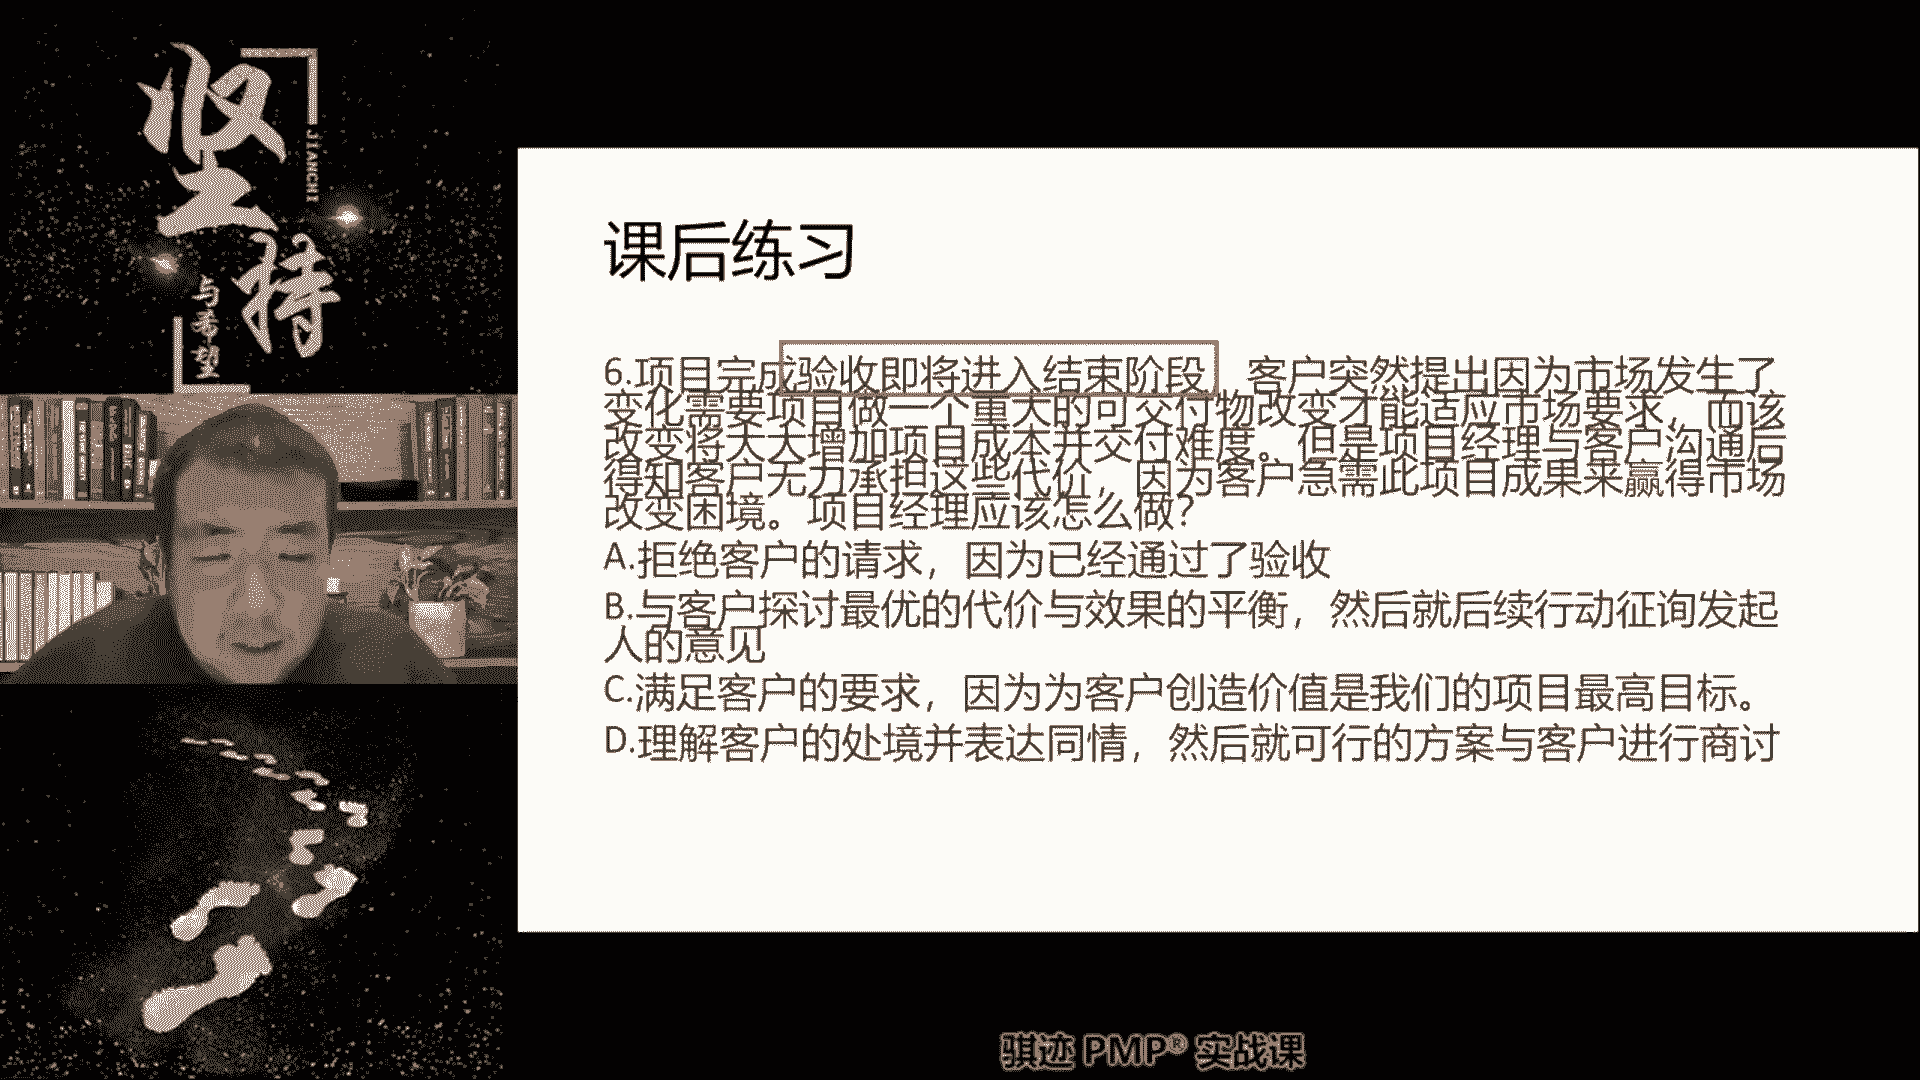 坚持
JIANCHI
与希望
课后练习
6.项目完成验收即将进入结束阶段，客户突然提出因为市场发生了
变化需要项目做一个重大的可交付物改变才能适应市场要求，而该
改变将大大增加项目成本并交付难度。但是项目经理与客户沟通后
得知客户无力承担这些代价，因为客户急需此项目成果来赢得市场
改变困境。项目经理应该怎么做？
A.拒绝客户的请求，因为已经通过了验收
B.与客户探讨最优的代价与效果的平衡，然后就后续行动征询发起
人的意见
C.满足客户的要求，因为为客户创造价值是我们的项目最高目标。
D.理解客户的处境并表达同情，然后就可行的方案与客户进行商讨
骐迹 PMP® 实战课